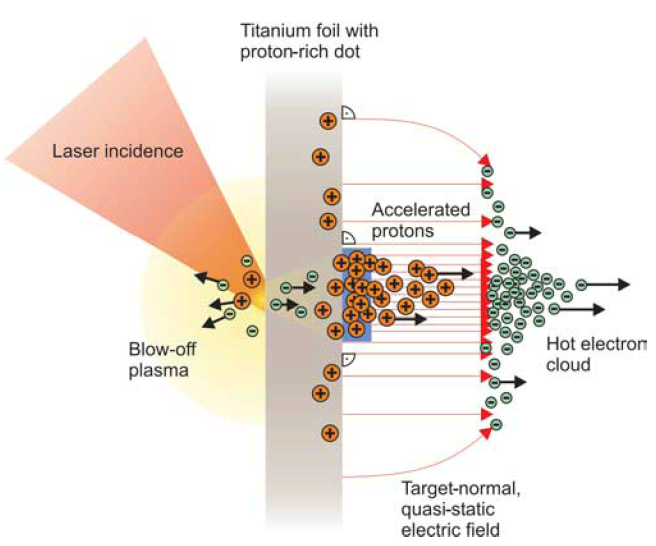 Titanium foil with
proton-rich dot
Laser incidence
Accelerated
protons
Blow-off
plasma
Hot electron
cloud
Target-normal,
quasi-static
electric field